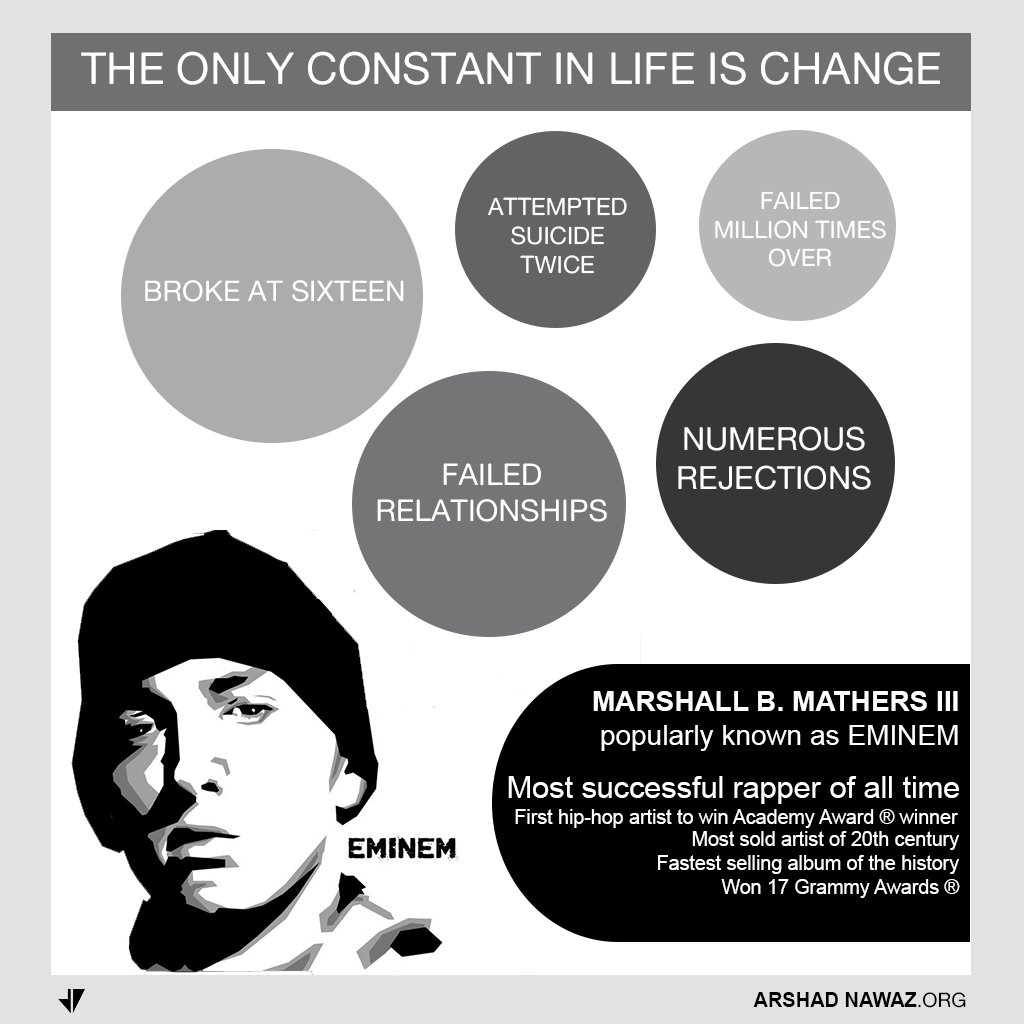 THE ONLY CONSTANT IN LIFE IS CHANGE
BROKE AT SIXTEEN
ATTEMPTED
SUICIDE
TWICE
FAILED
MILLION TIMES
OVER
FAILED
RELATIONSHIPS
NUMEROUS
REJECTIONS
EMINEM
MARSHALL B. MATHERS III
popularly known as EMINEM
Most successful rapper of all time
First hip-hop artist to win Academy Award ® winner
Most sold artist of 20th century
Fastest selling album of the history
Won 17 Grammy Awards ®
ARSHAD NAWAZ.ORG